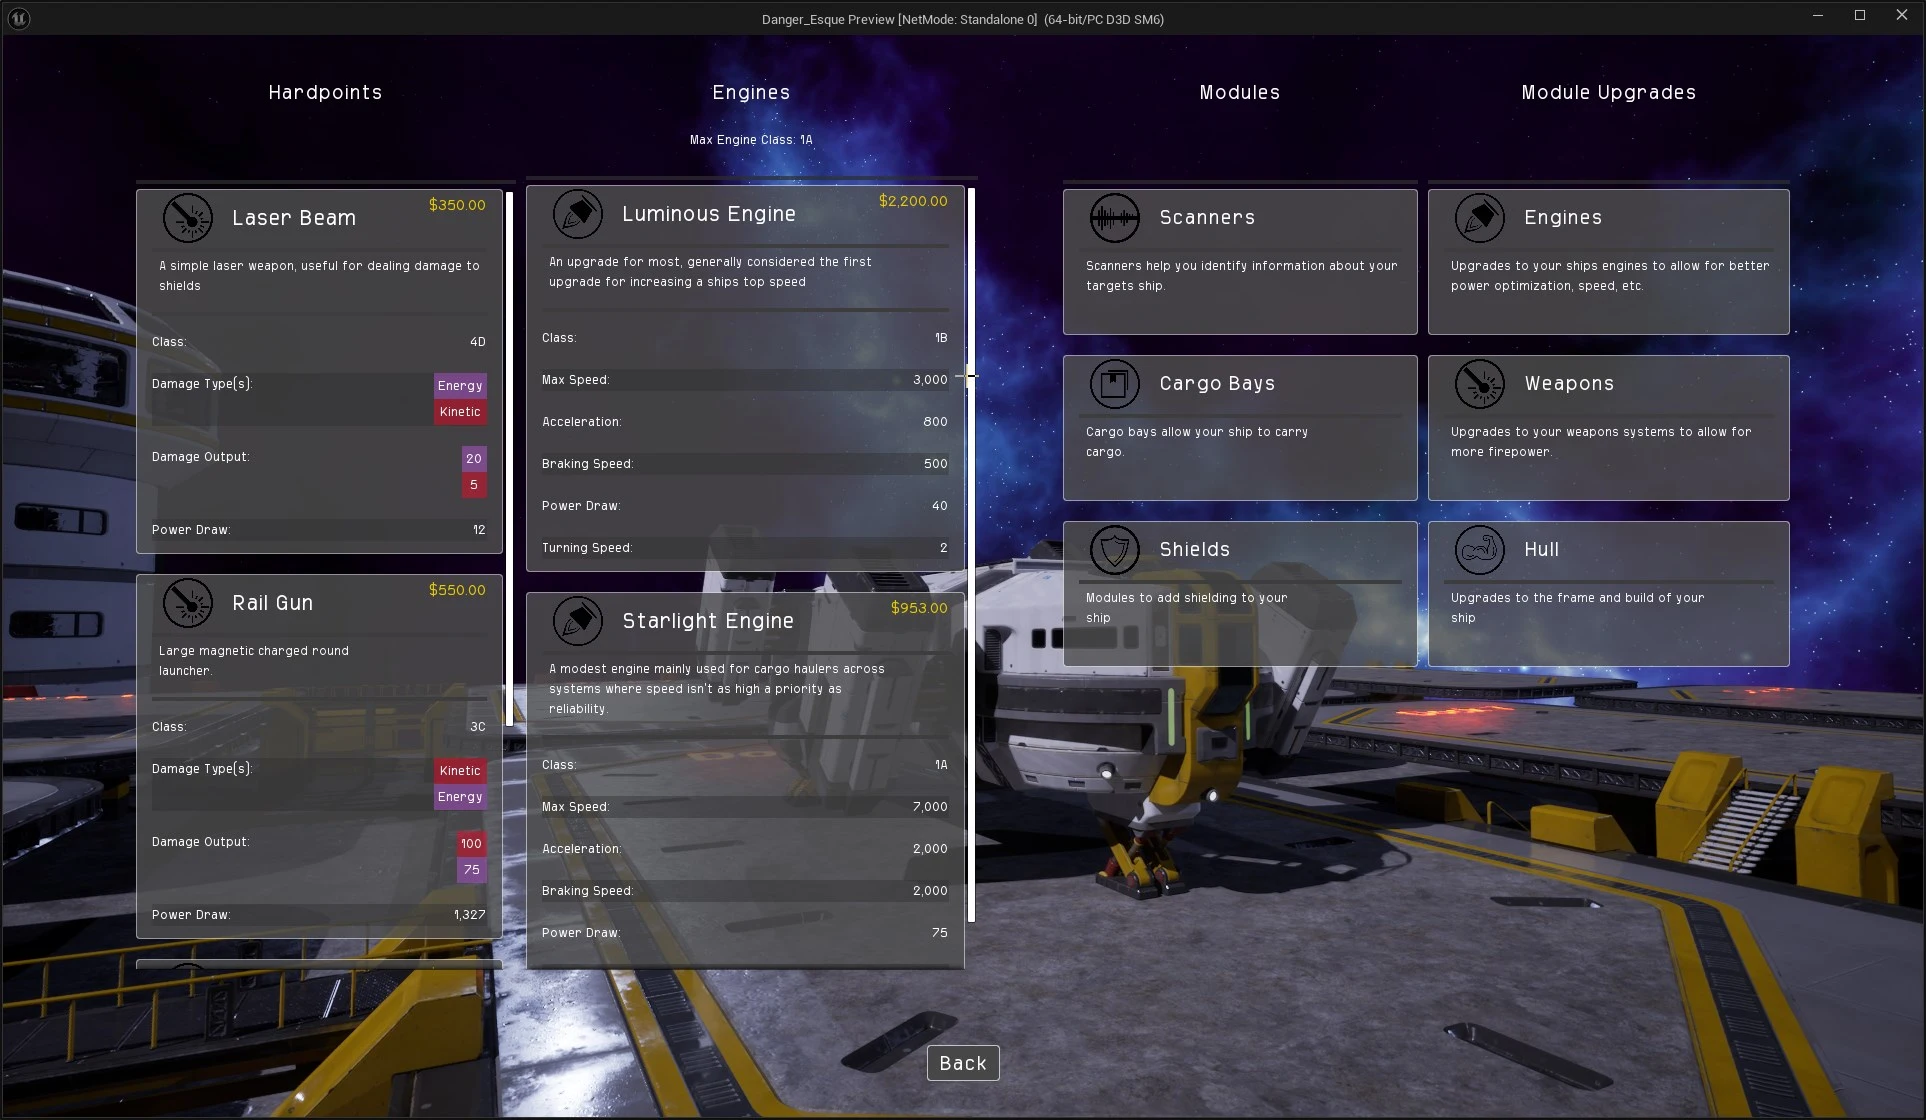 Danger_Esque Preview [NetMode: Standalone 0] (64-bit/PC D3D SM6)
Hardpoints
Laser Beam
$350.00
A simple laser weapon, useful for dealing damage to
shields
Class: 4D
Damage Type(s): Energy
Kinetic
Damage Output: 20
5
Power Draw: 12
Rail Gun
$550.00
Large magnetic charged round
launcher.
Class: 3C
Damage Type(s): Kinetic
Energy
Damage Output: 100
75
Power Draw: 1,327
Engines
Max Engine Class: 1A
Luminous Engine
$2,200.00
An upgrade for most, generally considered the first
upgrade for increasing a ships top speed
Class: 1B
Max Speed: 3,000
Acceleration: 800
Braking Speed: 500
Power Draw: 40
Turning Speed: 2
Starlight Engine
$953.00
A modest engine mainly used for cargo haulers across
systems where speed isn't as high a priority as
reliability.
Class: 1A
Max Speed: 7,000
Acceleration: 2,000
Braking Speed: 2,000
Power Draw: 75
Modules
Scanners
Scanners help you identify information about your
targets ship.
Cargo Bays
Cargo bays allow your ship to carry
cargo.
Shields
Modules to add shielding to your
ship
Module Upgrades
Engines
Upgrades to your ships engines to allow for better
power optimization, speed, etc.
Weapons
Upgrades to your weapons systems to allow for
more firepower.
Hull
Upgrades to the frame and build of your
ship
Back